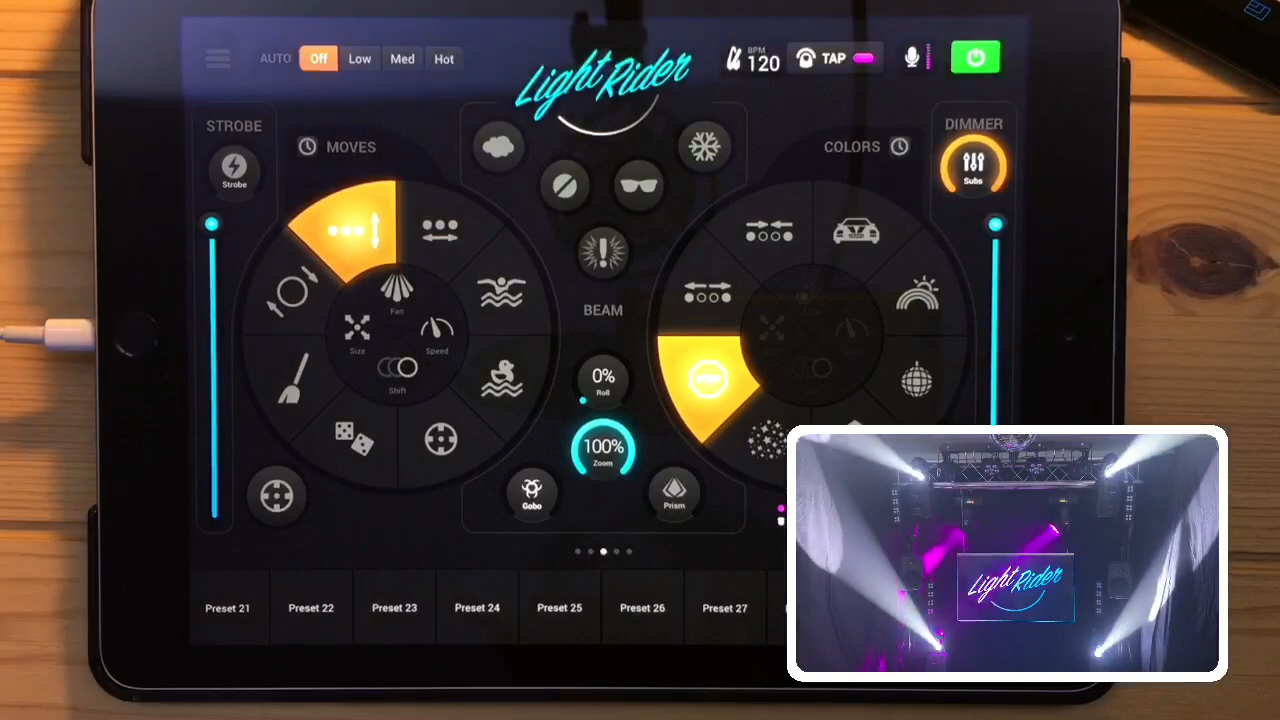 AUTO Off Low Med Hot
Light Rider
BPM
120
TAP
STROBE
Strobe
MOVES
COLORS
DIMMER
Subs
Fan
Size
Speed
Shift
BEAM
0%
Roll
100%
Zoom
STOP
Gobo
Prism
Preset 21 Preset 22 Preset 23 Preset 24 Preset 25 Preset 26 Preset 27
Light Rider